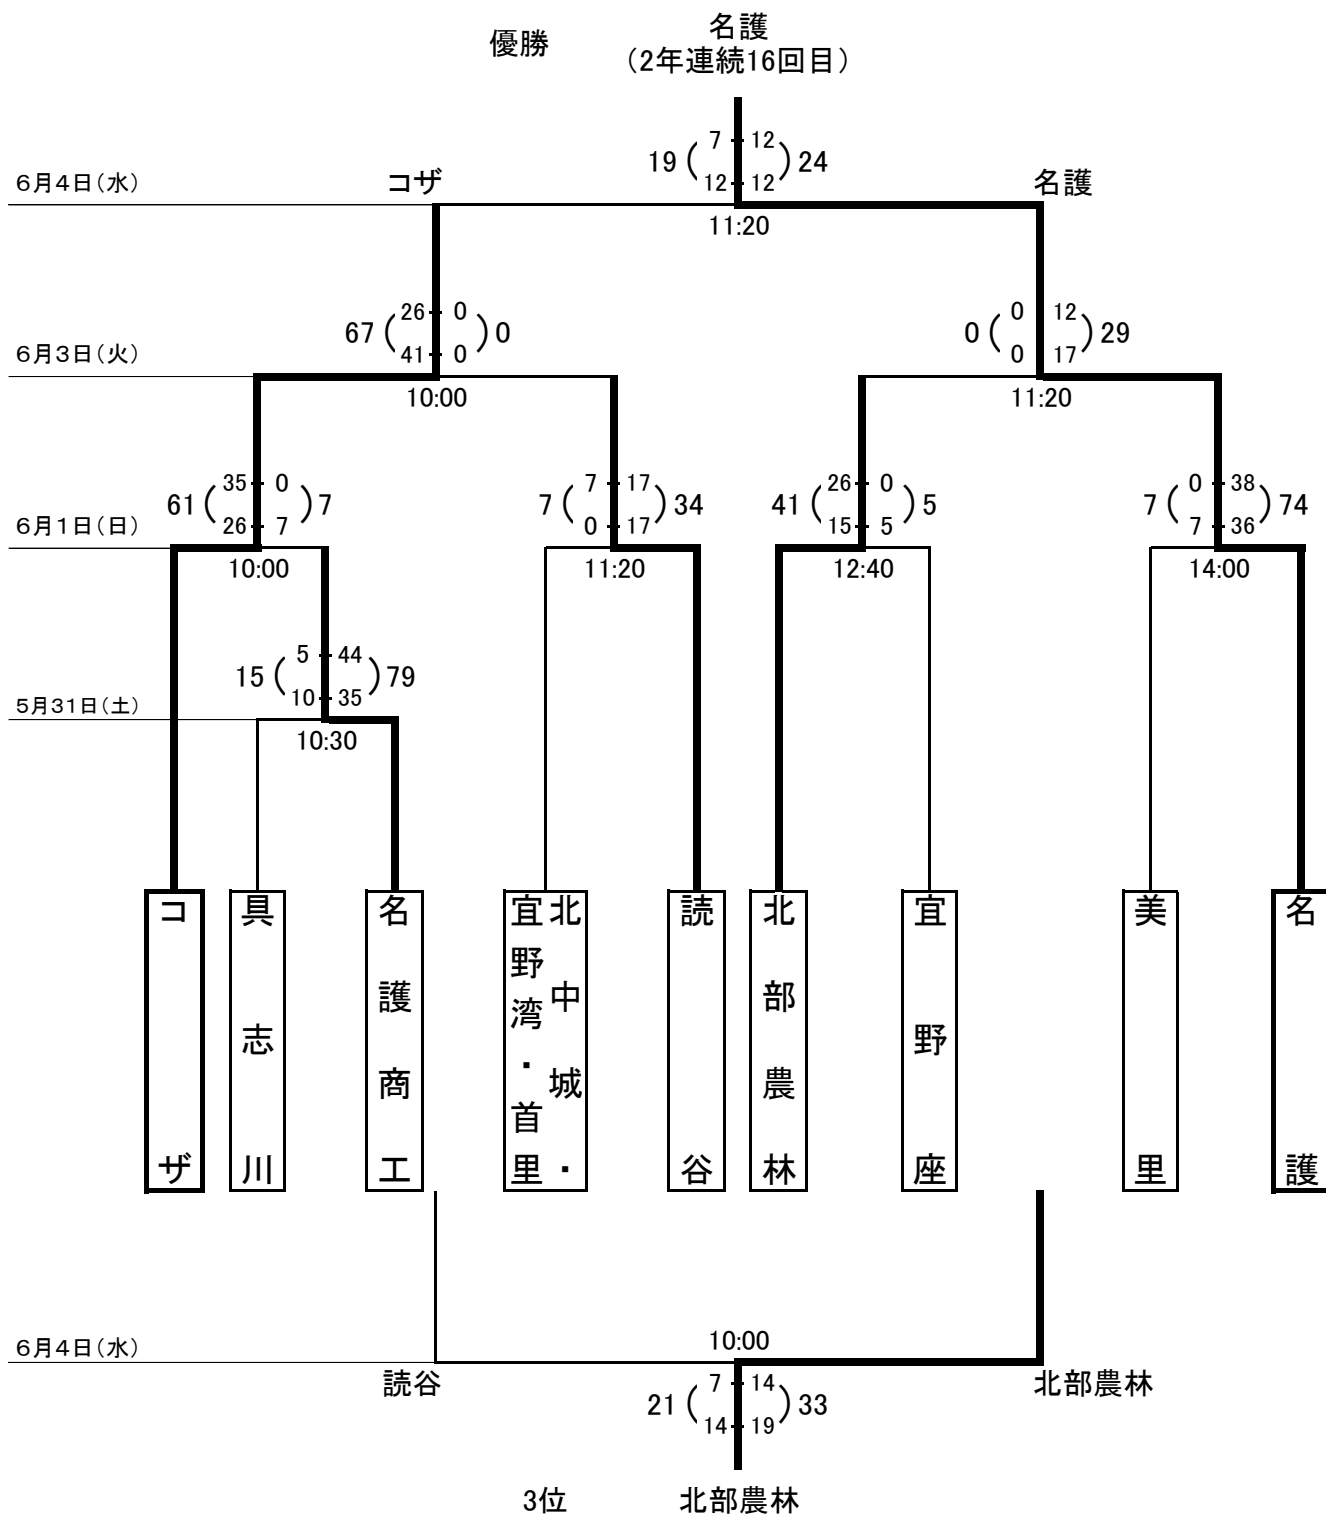 優勝
名護
（2年連続16回目）
19 ( 7 12 ) 24
12 12
6月4日（水）
コザ
名護
11:20
67 ( 26 0 ) 0
41 0
0 ( 0 12 ) 29
0 17
6月3日（火）
10:00
11:20
61 ( 35 0 ) 7
26 7
7 ( 7 17 ) 34
0 17
41 ( 26 0 ) 5
15 5
7 ( 0 38 ) 74
7 36
6月1日（日）
10:00
11:20
12:40
14:00
15 ( 5 44 ) 79
10 35
5月31日（土）
10:30
コザ
具志川
名護商工
北中城・
宜野湾・首里
読谷
北部農林
宜野座
美里
名護
6月4日（水）
10:00
読谷
北部農林
21 ( 7 14 ) 33
14 19
3位
北部農林